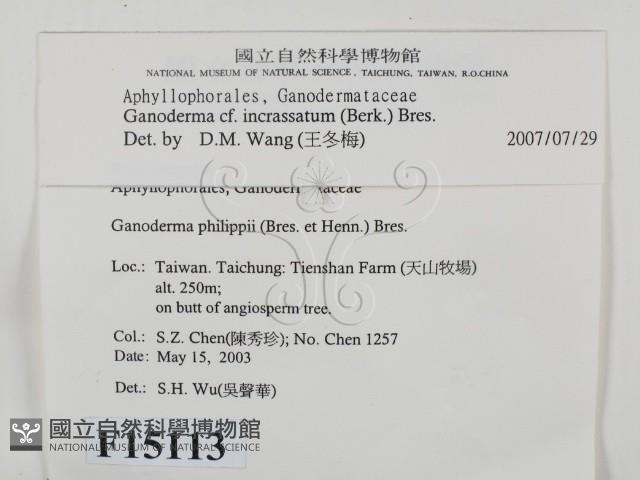 國立自然科學博物館
NATIONAL MUSEUM OF NATURAL SCIENCE, TAICHUNG, TAIWAN, R.O.CHINA
Aphyllophorales, Ganodermataceae
Ganoderma cf. incrassatum (Berk.) Bres.
Det. by D.M. Wang (王冬梅) 2007/07/29
Aphyllophorales, Ganodermataceae
Ganoderma philippii (Bres. et Henn.) Bres.
Loc.: Taiwan. Taichung: Tienshan Farm (天山牧場)
alt. 250m;
on butt of angiosperm tree.
Col.: S.Z. Chen(陳秀珍); No. Chen 1257
Date: May 15, 2003
Det.: S.H. Wu(吳聲華)
國立自然科學博物館
NATIONAL MUSEUM OF NATURAL SCIENCE
F15113